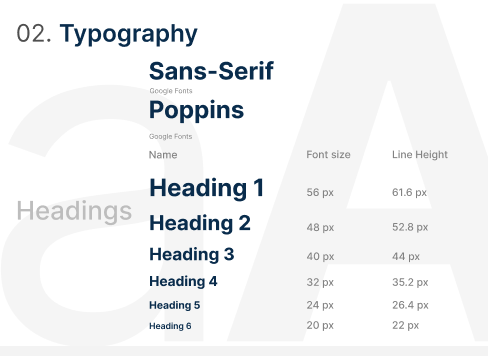 02. Typography
Sans-Serif
Google Fonts
Poppins
Google Fonts
Name Font size Line Height
Headings
Heading 1 56 px 61.6 px
Heading 2 48 px 52.8 px
Heading 3 40 px 44 px
Heading 4 32 px 35.2 px
Heading 5 24 px 26.4 px
Heading 6 20 px 22 px
aA